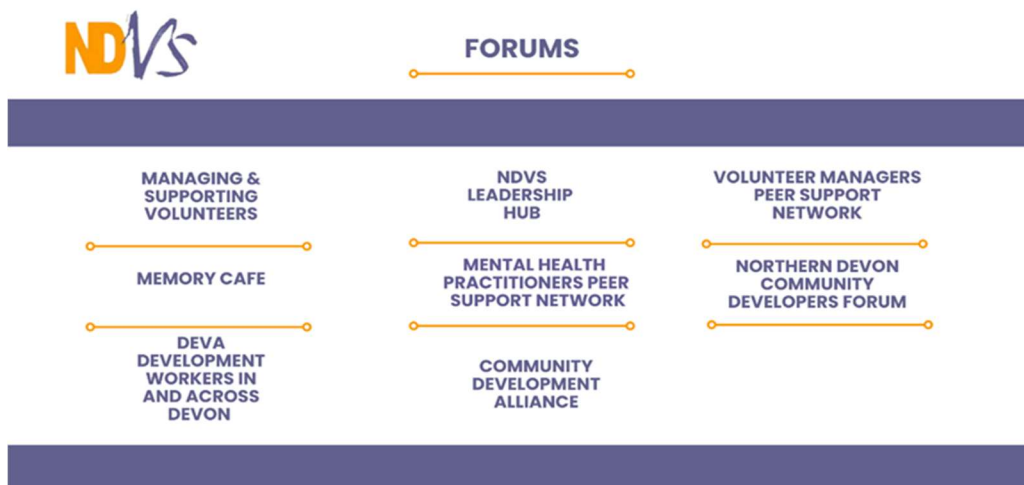 NDVS
FORUMS
MANAGING &
SUPPORTING
VOLUNTEERS
NDVS
LEADERSHIP
HUB
VOLUNTEER MANAGERS
PEER SUPPORT
NETWORK
MEMORY CAFE
MENTAL HEALTH
PRACTITIONERS PEER
SUPPORT NETWORK
NORTHERN DEVON
COMMUNITY
DEVELOPERS FORUM
DEVA
DEVELOPMENT
WORKERS IN
AND ACROSS
DEVON
COMMUNITY
DEVELOPMENT
ALLIANCE